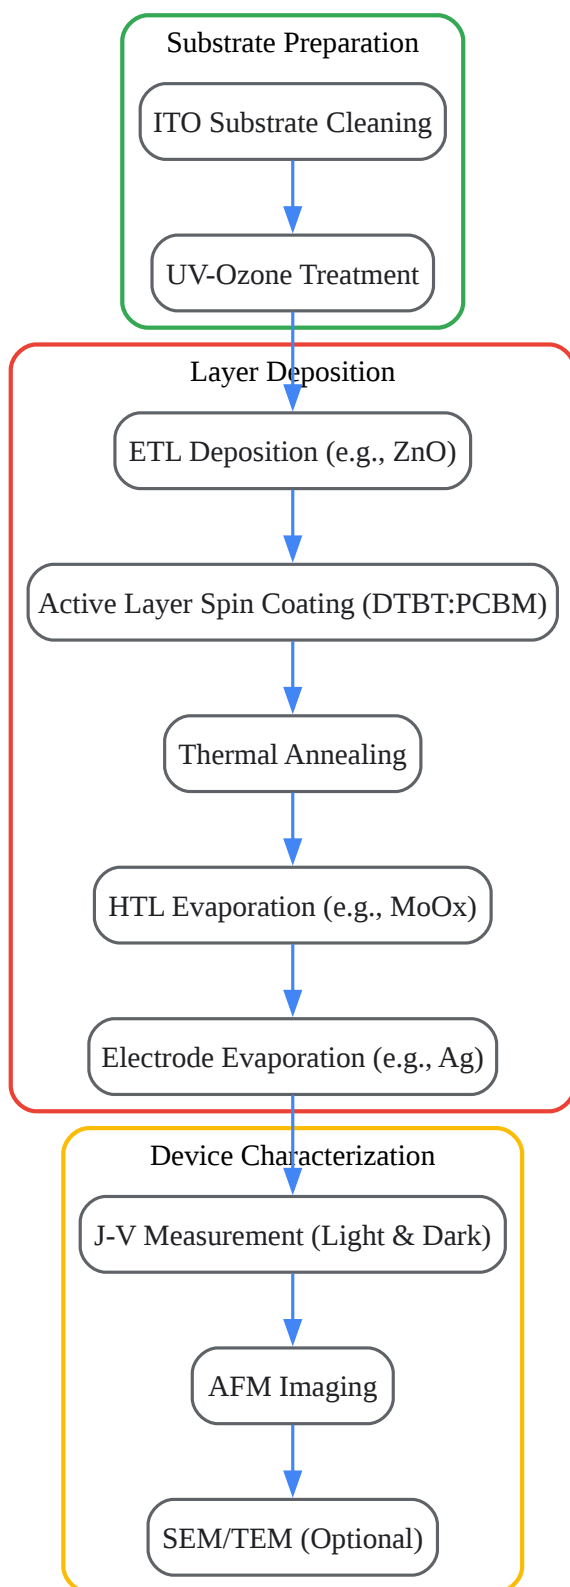 Substrate Preparation
ITO Substrate Cleaning
UV-Ozone Treatment
Layer Deposition
ETL Deposition (e.g., ZnO)
Active Layer Spin Coating (DTBT:PCBM)
Thermal Annealing
HTL Evaporation (e.g., MoOx)
Electrode Evaporation (e.g., Ag)
Device Characterization
J-V Measurement (Light & Dark)
AFM Imaging
SEM/TEM (Optional)